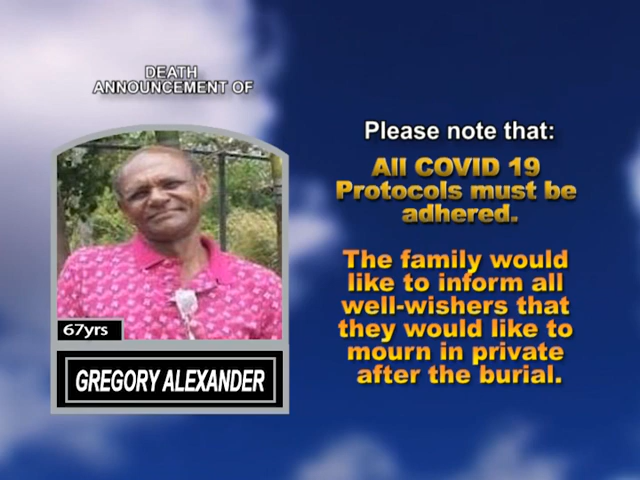 DEATH
ANNOUNCEMENT OF
67yrs
GREGORY ALEXANDER
Please note that:
All COVID 19
Protocols must be
adhered.
The family would
like to inform all
well-wishers that
they would like to
mourn in private
after the burial.